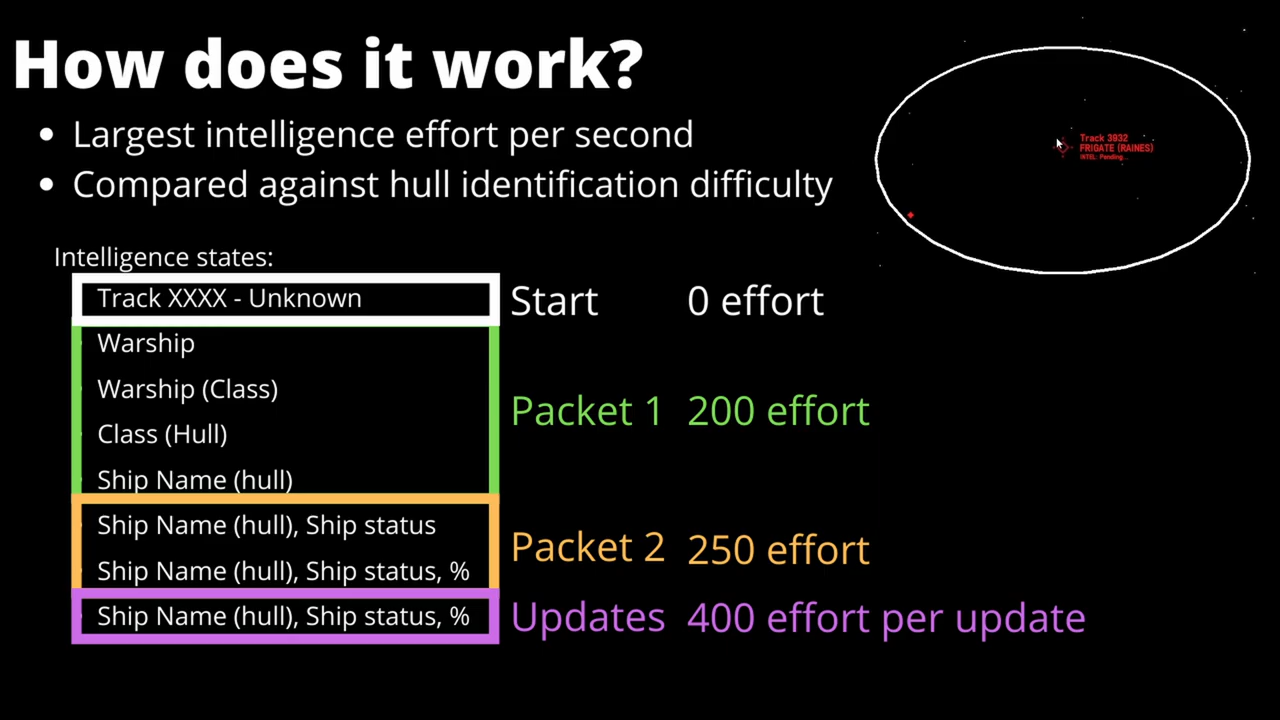 How does it work?
• Largest intelligence effort per second
• Compared against hull identification difficulty
Track 3932
FRIGATE (RAINES)
INTEL: Pending...
Intelligence states:
Track XXXX - Unknown
Start 0 effort
Warship
Warship (Class)
Class (Hull)
Ship Name (hull)
Packet 1 200 effort
Ship Name (hull), Ship status
Ship Name (hull), Ship status, %
Packet 2 250 effort
Ship Name (hull), Ship status, %
Updates 400 effort per update